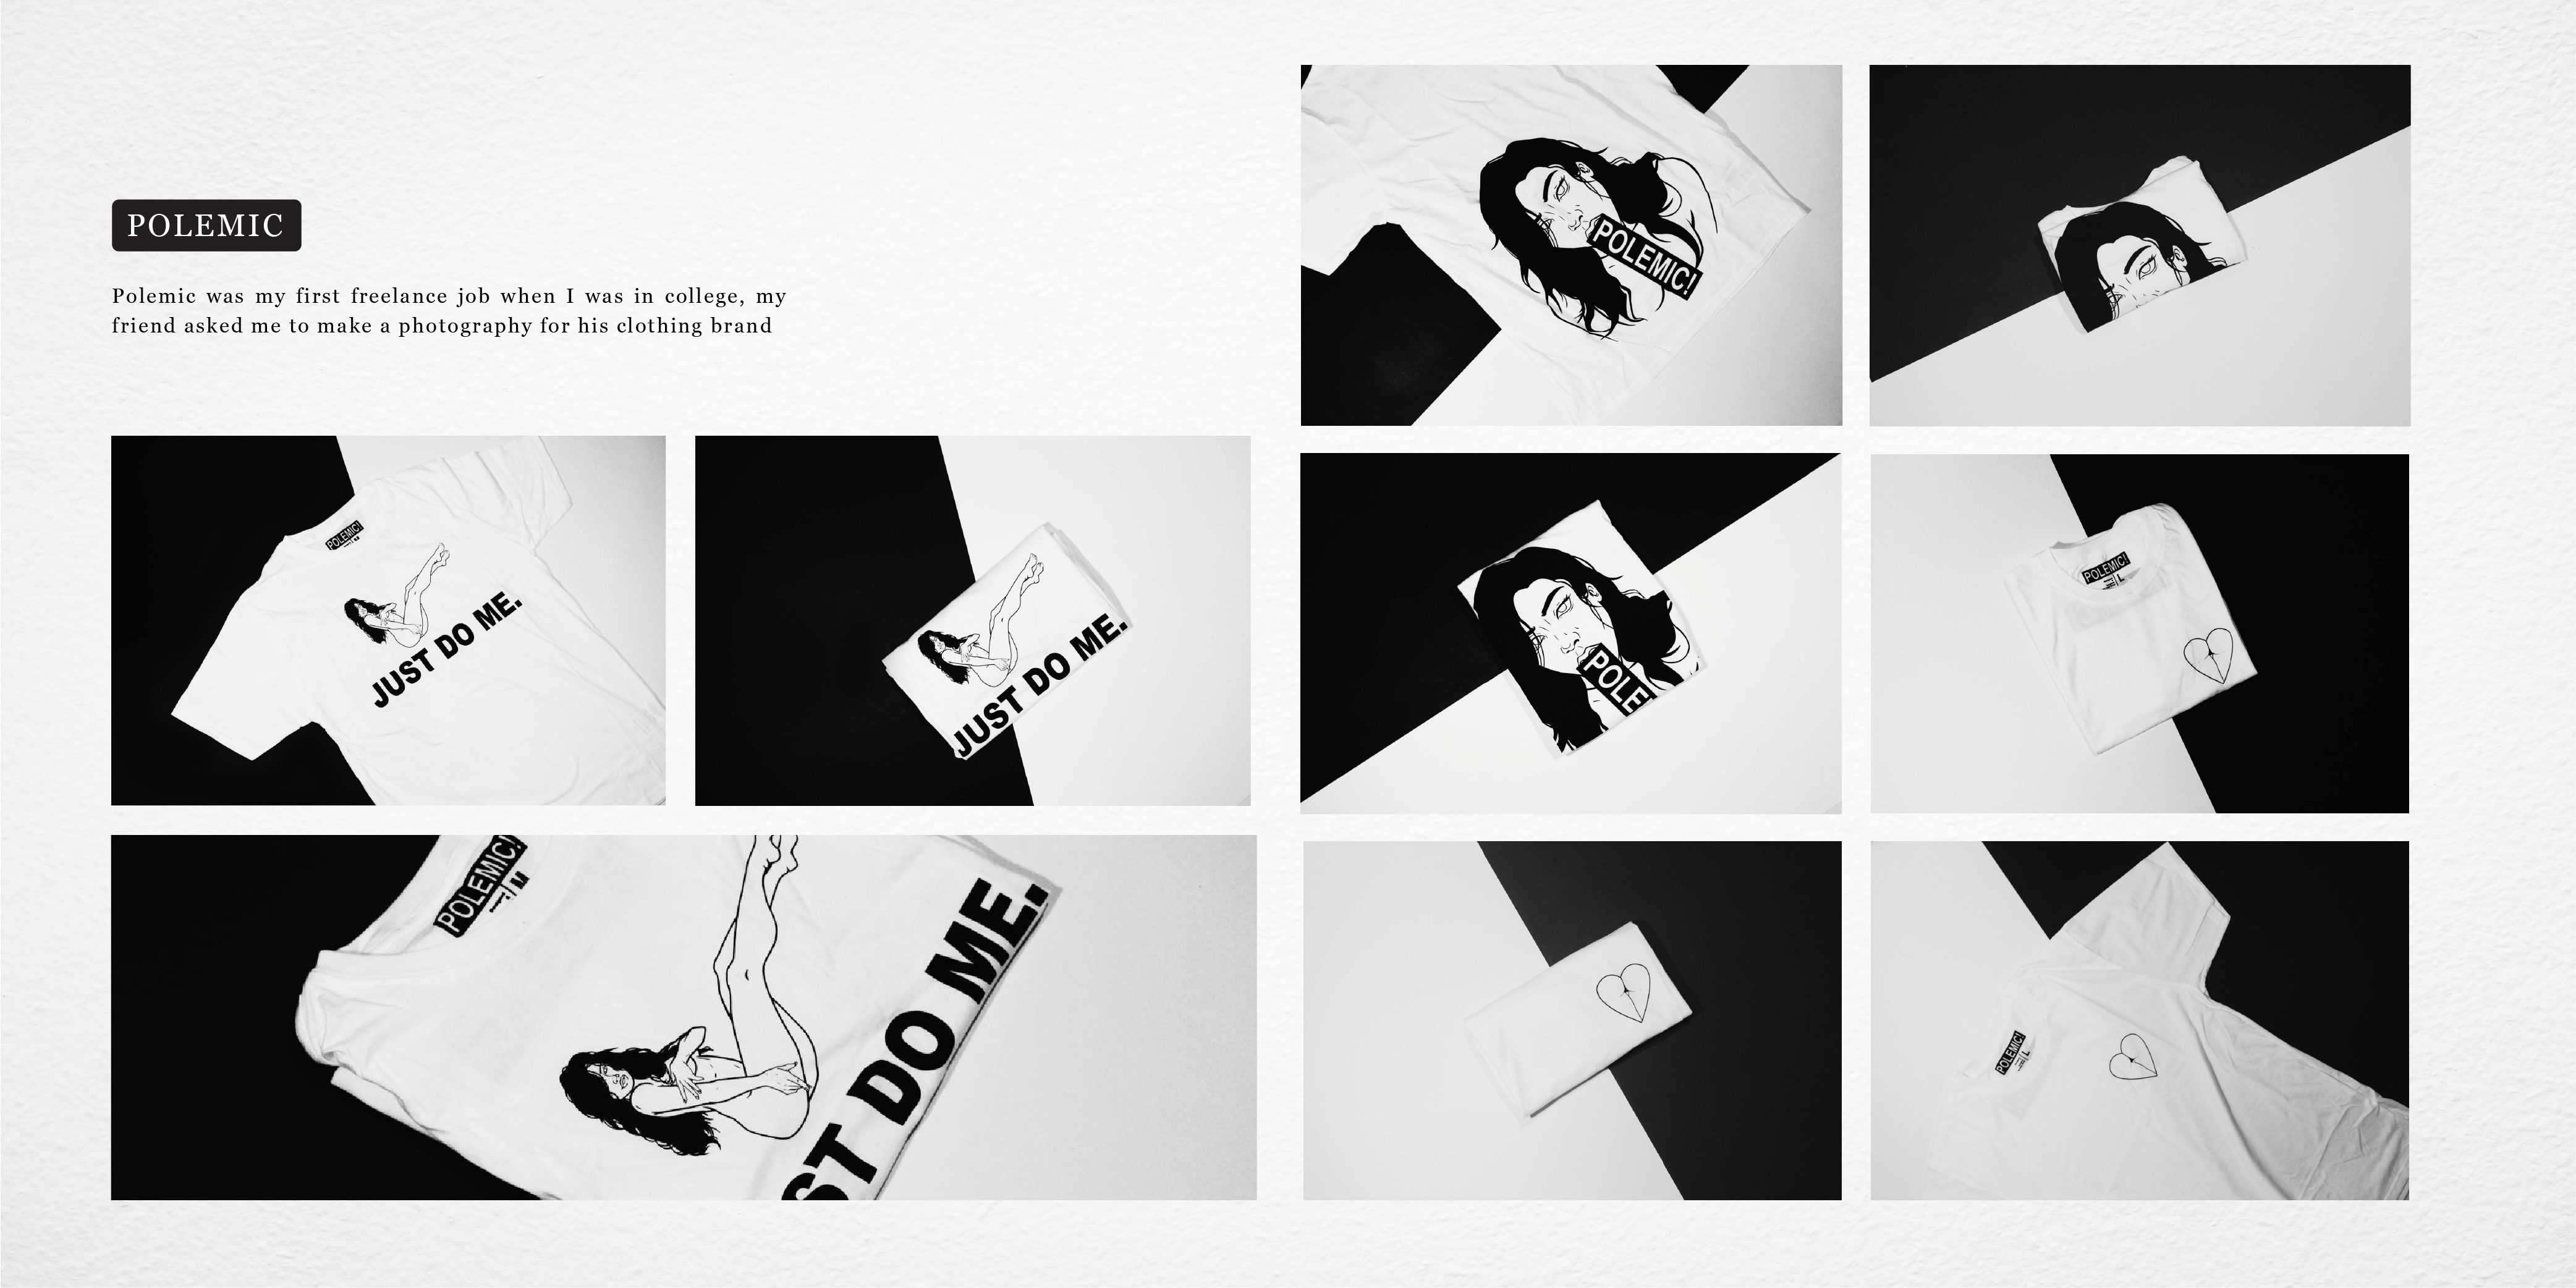 POLEMIC
Polemic was my first freelance job when I was in college, my
friend asked me to make a photography for his clothing brand
POLEMIC!
POLEMIC!
JUST DO ME.
JUST DO ME.
POLE
POLEMIC!
L
POLEMIC!
M
ST DO ME.
POLEMIC!
L